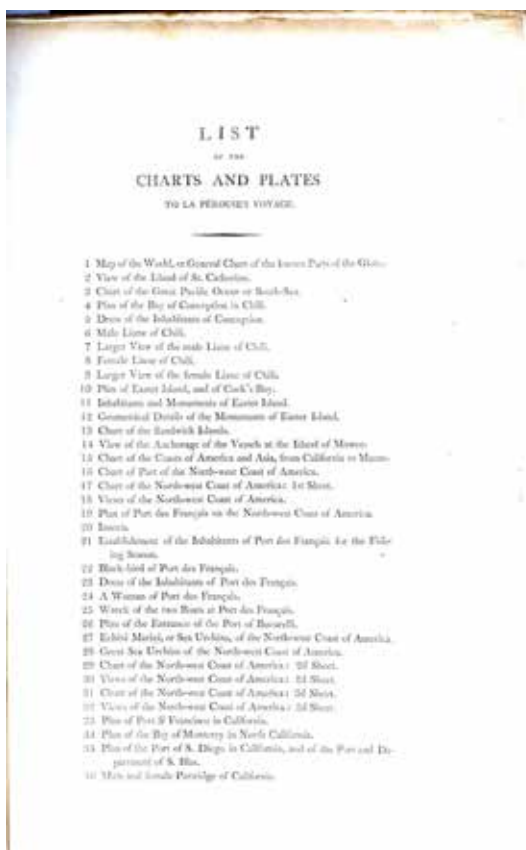 LIST
OF THE
CHARTS AND PLATES
TO LA PÉROUSE'S VOYAGE.
1 Map of the World, or General Chart of the known Parts of the Globe.
2 View of the Island of St. Catherine.
3 Chart of the Great Pacific Ocean or South-Sea.
4 Plan of the Bay of Conception in Chili.
5 Dress of the Inhabitants of Conception.
6 Male Liane of Chili.
7 Larger View of the male Liane of Chili.
8 Female Liane of Chili.
9 Larger View of the female Liane of Chili.
10 Plan of Easter Island, and of Cook's Bay.
11 Inhabitants and Monuments of Easter Island.
12 Geometrical Details of the Monuments of Easter Island.
13 Chart of the Sandwich Islands.
14 View of the Anchorage of the Vessels at the Island of Mowee.
15 Chart of the Coasts of America and Asia, from California to Macao.
16 Chart of Part of the North-west Coast of America.
17 Chart of the North-west Coast of America: 1st Sheet.
18 Views of the North-west Coast of America.
19 Plan of Port des Français on the North-west Coast of America.
20 Insects.
21 Establishment of the Inhabitants of Port des Français for the Fish-
ing Season.
22 Black-bird of Port des Français.
23 Dress of the Inhabitants of Port des Français.
24 A Woman of Port des Français.
25 Wreck of the two Boats at Port des Français.
26 Plan of the Entrance of the Port of Bucarelli.
27 Echini Marini, or Sea Urchins, of the North-west Coast of America.
28 Great Sea Urchins of the North-west Coast of America.
29 Chart of the North-west Coast of America: 2d Sheet.
30 Views of the North-west Coast of America: 2d Sheet.
31 Chart of the North-west Coast of America: 3d Sheet.
32 Views of the North-west Coast of America: 3d Sheet.
33 Plan of Port St Francisco in California.
34 Plan of the Bay of Monterey in North California.
35 Plan of the Port of S. Diego in California, and of the Port and De-
partment of S. Blas.
36 Male and female Partridge of California.